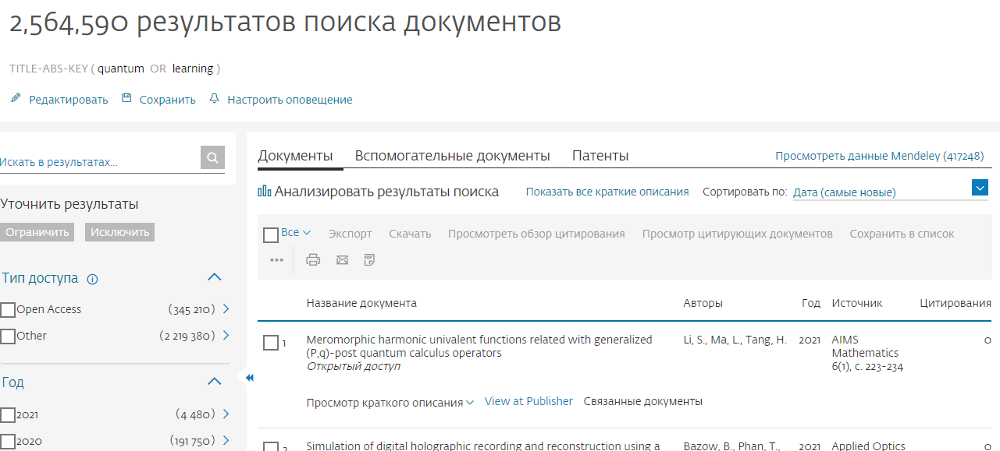 2,564,590 результатов поиска документов
TITLE-ABS-KEY ( quantum OR learning )
Редактировать Сохранить Настроить оповещение
Искать в результатах...
Уточнить результаты
Ограничить Исключить
Тип доступа
Open Access (345 210)
Other (2 219 380)
Год
2021 (4 480)
2020 (191 750)
Документы Вспомогательные документы Патенты Просмотреть данные Mendeley (417248)
Анализировать результаты поиска Показать все краткие описания Сортировать по: Дата (самые новые)
Все Экспорт Скачать Просмотреть обзор цитирования Просмотр цитирующих документов Сохранить в список
PDF
Название документа Авторы Год Источник Цитирования
1 Meromorphic harmonic univalent functions related with generalized Li, S., Ma, L., Tang, H. 2021 AIMS 0
(P,q)-post quantum calculus operators Mathematics
Открытый доступ 6(1), с. 223-234
Просмотр краткого описания View at Publisher Связанные документы
2 Simulation of digital holographic recording and reconstruction using a Bazow, B., Phan, T., 2021 Applied Optics 0